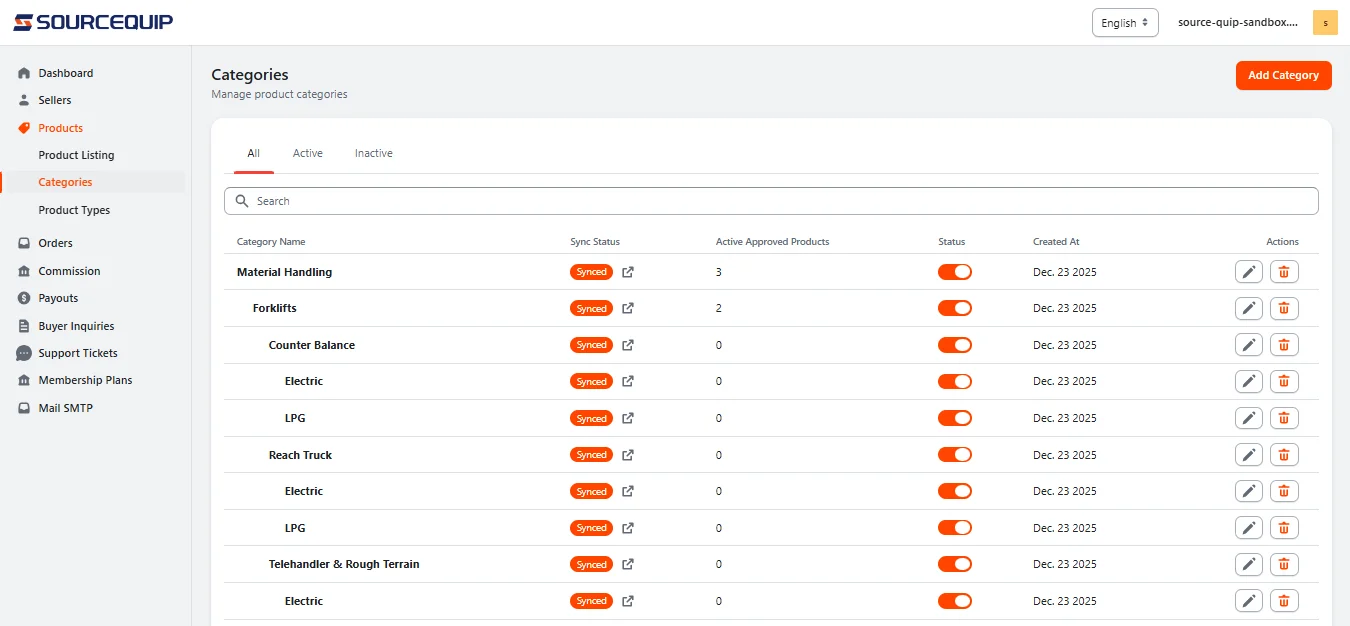 SOURCEQUIP
English
source-quip-sandbox....
s
Dashboard
Sellers
Products
Product Listing
Categories
Product Types
Orders
Commission
Payouts
Buyer Inquiries
Support Tickets
Membership Plans
Mail SMTP
Categories
Manage product categories
Add Category
All Active Inactive
Search
Category Name Sync Status Active Approved Products Status Created At Actions
Material Handling Synced 3 Dec. 23 2025
Forklifts Synced 2 Dec. 23 2025
Counter Balance Synced 0 Dec. 23 2025
Electric Synced 0 Dec. 23 2025
LPG Synced 0 Dec. 23 2025
Reach Truck Synced 0 Dec. 23 2025
Electric Synced 0 Dec. 23 2025
LPG Synced 0 Dec. 23 2025
Telehandler & Rough Terrain Synced 0 Dec. 23 2025
Electric Synced 0 Dec. 23 2025